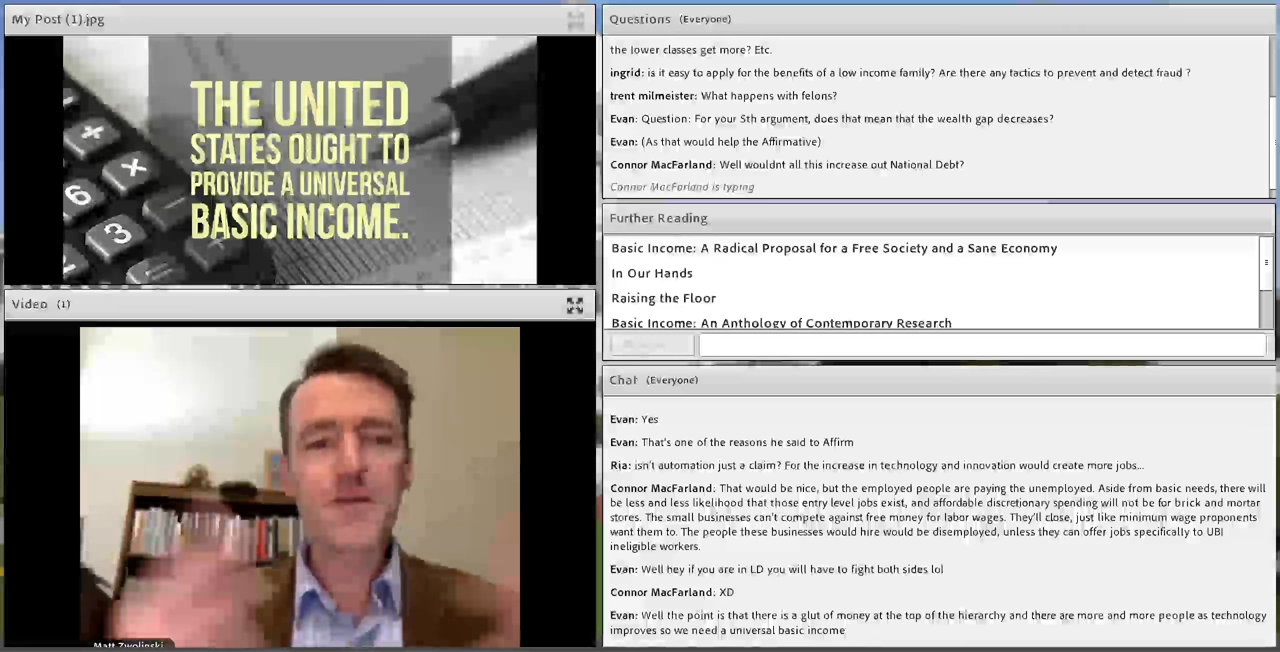 My Post (1).jpg
THE UNITED
STATES OUGHT TO
PROVIDE A UNIVERSAL
BASIC INCOME.
Video (1)
Matt Zwolinski
Questions (Everyone)
the lower classes get more? Etc.
ingrid: is it easy to apply for the benefits of a low income family? Are there any tactics to prevent and detect fraud ?
trent milmeister: What happens with felons?
Evan: Question: For your 5th argument, does that mean that the wealth gap decreases?
Evan: (As that would help the Affirmative)
Connor MacFarland: Well wouldnt all this increase out National Debt?
Connor MacFarland is typing
Further Reading
Basic Income: A Radical Proposal for a Free Society and a Sane Economy
In Our Hands
Raising the Floor
Basic Income: An Anthology of Contemporary Research
Chat (Everyone)
Evan: Yes
Evan: That's one of the reasons he said to Affirm
Ria: isn't automation just a claim? For the increase in technology and innovation would create more jobs...
Connor MacFarland: That would be nice, but the employed people are paying the unemployed. Aside from basic needs, there will
be less and less likelihood that those entry level jobs exist, and affordable discretionary spending will not be for brick and mortar
stores. The small businesses can't compete against free money for labor wages. They'll close, just like minimum wage proponents
want them to. The people these businesses would hire would be disemployed, unless they can offer jobs specifically to UBI
ineligible workers.
Evan: Well hey if you are in LD you will have to fight both sides lol
Connor MacFarland: XD
Evan: Well the point is that there is a glut of money at the top of the hierarchy and there are more and more people as technology
improves so we need a universal basic income